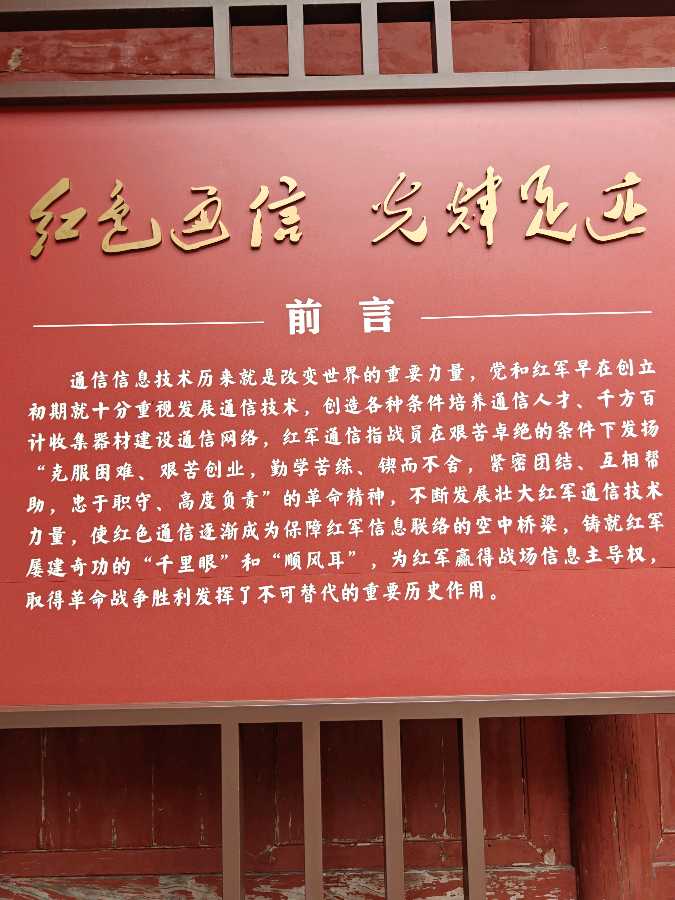 红色通信 光辉足迹
前言
通信信息技术历来就是改变世界的重要力量，党和红军早在创立
初期就十分重视发展通信技术，创造各种条件培养通信人才、千方百
计收集器材建设通信网络，红军通信指战员在艰苦卓绝的条件下发扬
“克服困难、艰苦创业，勤学苦练、锲而不舍，紧密团结、互相帮
助，忠于职守、高度负责”的革命精神，不断发展壮大红军通信技术
力量，使红色通信逐渐成为保障红军信息联络的空中桥梁，铸就红军
屡建奇功的“千里眼”和“顺风耳”，为红军赢得战场信息主导权，
取得革命战争胜利发挥了不可替代的重要历史作用。